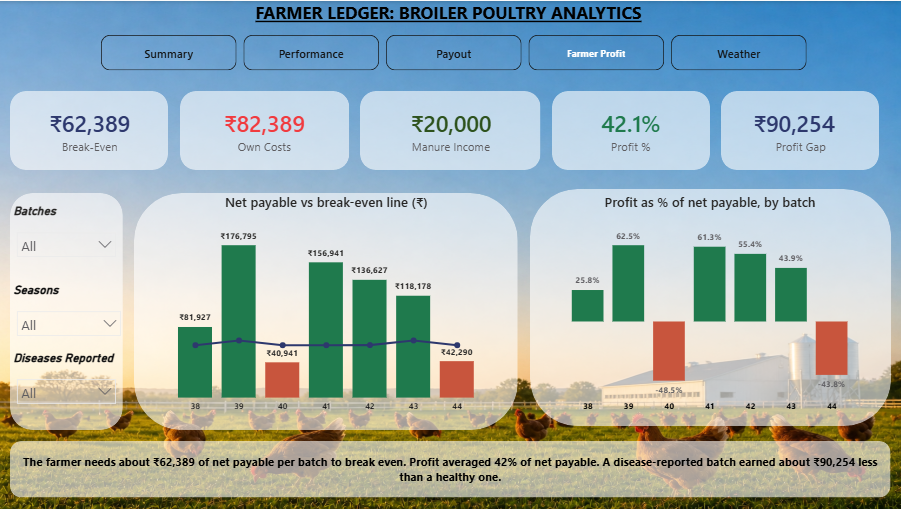 FARMER LEDGER: BROILER POULTRY ANALYTICS
Summary
Performance
Payout
Farmer Profit
Weather
₹62,389
Break-Even
₹82,389
Own Costs
₹20,000
Manure Income
42.1%
Profit %
₹90,254
Profit Gap
Batches
All
Seasons
All
Diseases Reported
All
Net payable vs break-even line (₹)
₹81,927
₹176,795
₹40,941
₹156,941
₹136,627
₹118,178
₹42,290
38 39 40 41 42 43 44
Profit as % of net payable, by batch
25.8%
62.5%
-48.5%
61.3%
55.4%
43.9%
-43.8%
38 39 40 41 42 43 44
The farmer needs about ₹62,389 of net payable per batch to break even. Profit averaged 42% of net payable. A disease-reported batch earned about ₹90,254 less
than a healthy one.